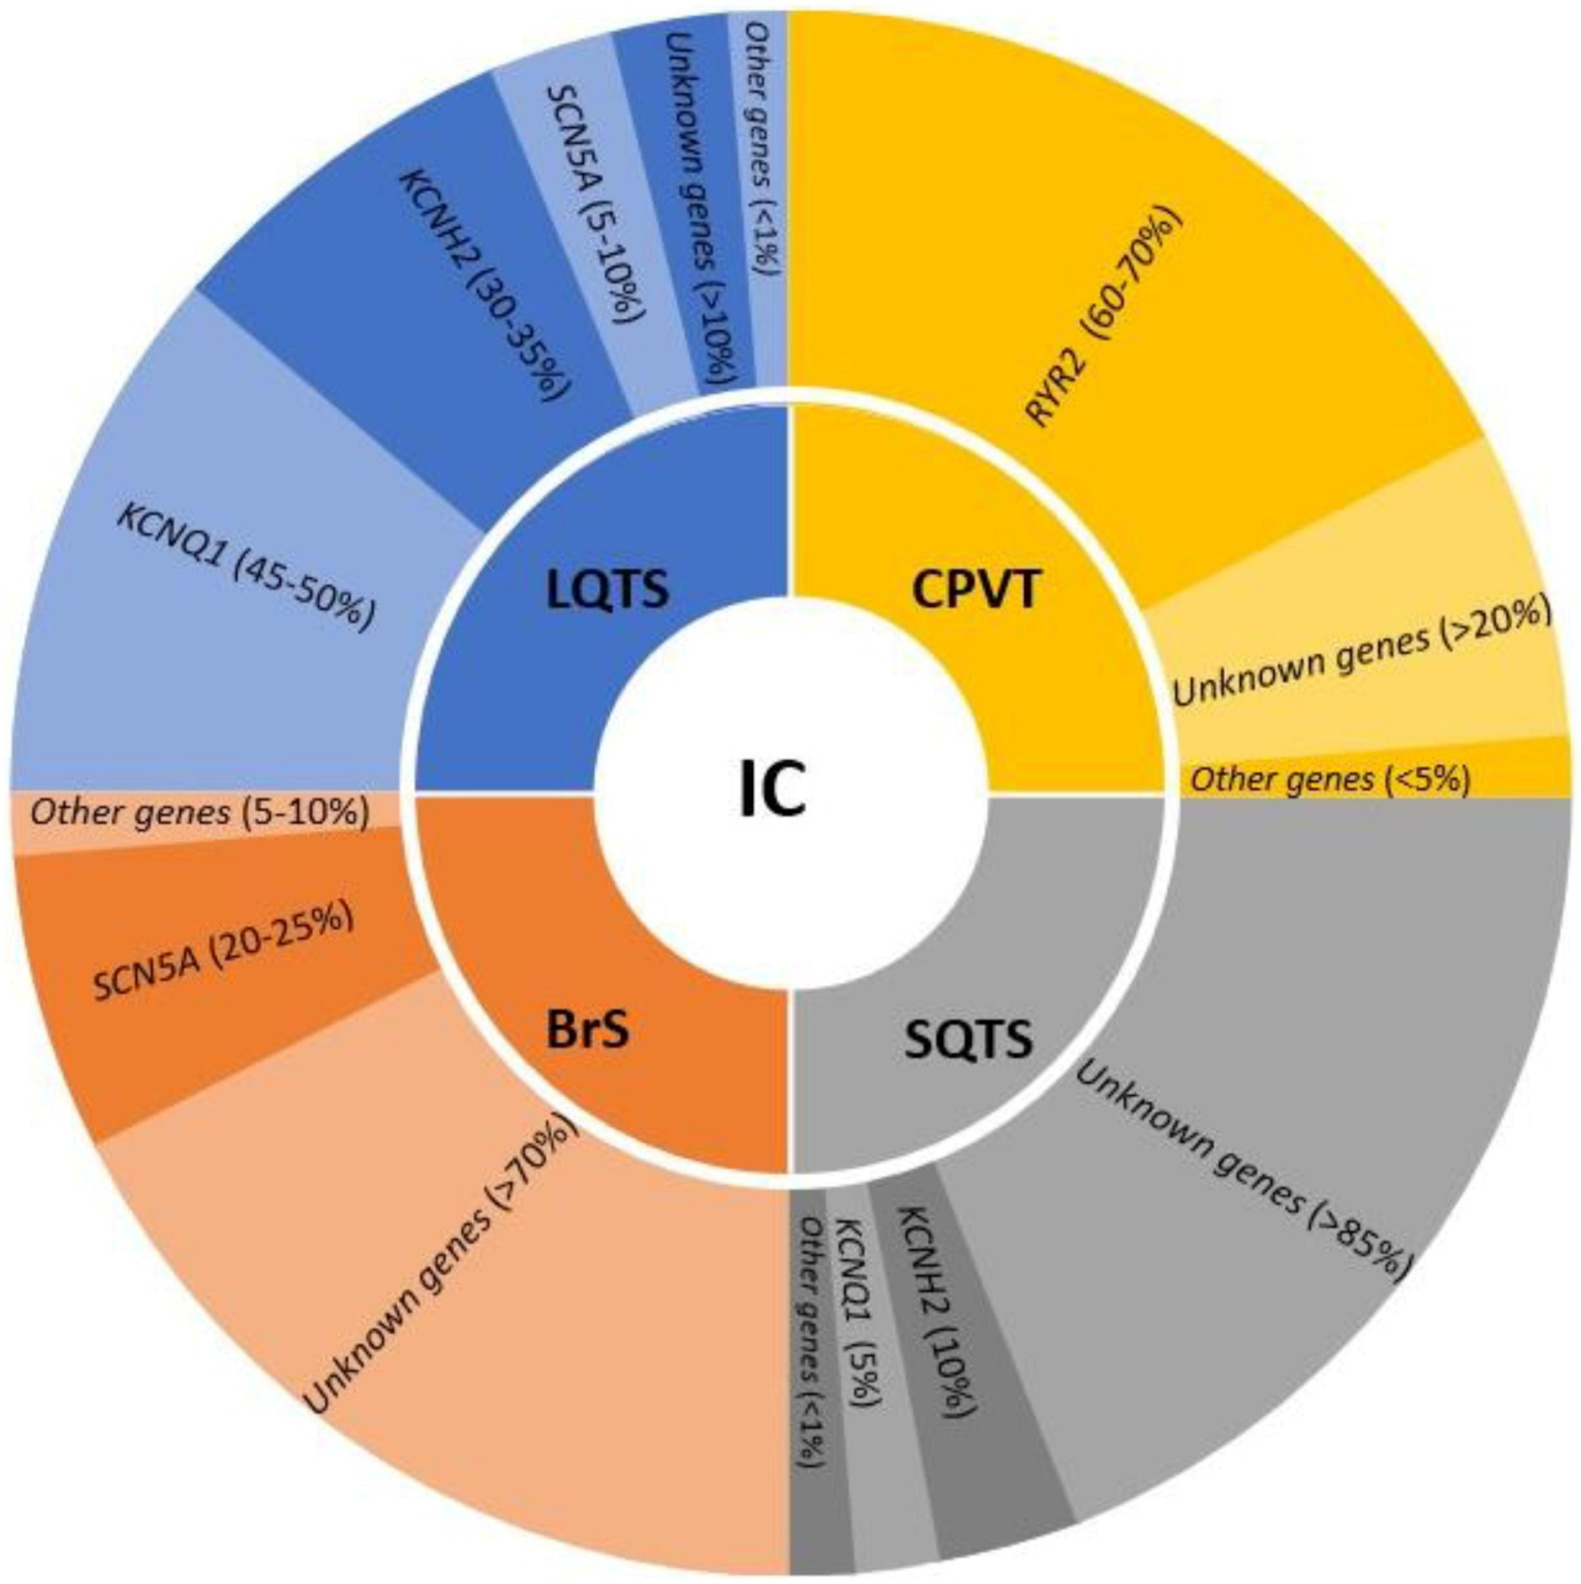 IC
LQTS
KCNQ1 (45-50%)
KCNH2 (30-35%)
SCN5A (5-10%)
Unknown genes (>10%)
Other genes (<1%)
CPVT
RYR2 (60-70%)
Unknown genes (>20%)
Other genes (<5%)
SQTS
Unknown genes (>85%)
KCNH2 (10%)
KCNQ1 (5%)
Other genes (<1%)
BrS
Unknown genes (>70%)
SCN5A (20-25%)
Other genes (5-10%)